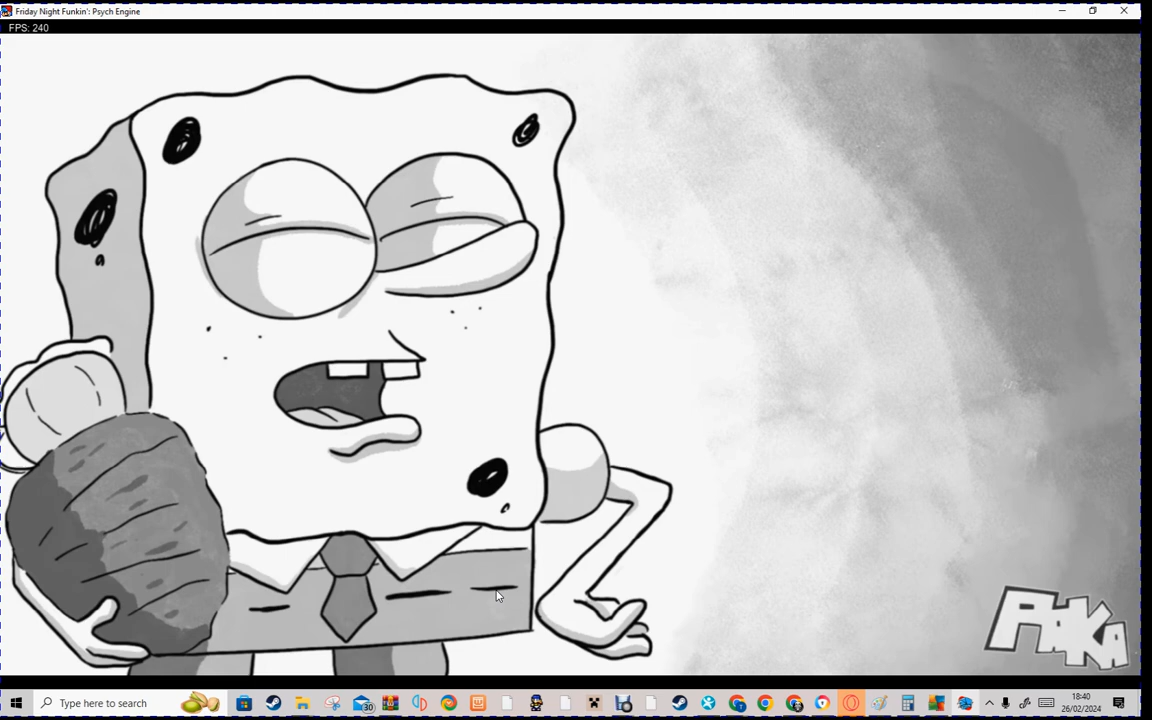 Friday Night Funkin': Psych Engine
FPS: 240
Type here to search
30
18:40
26/02/2024